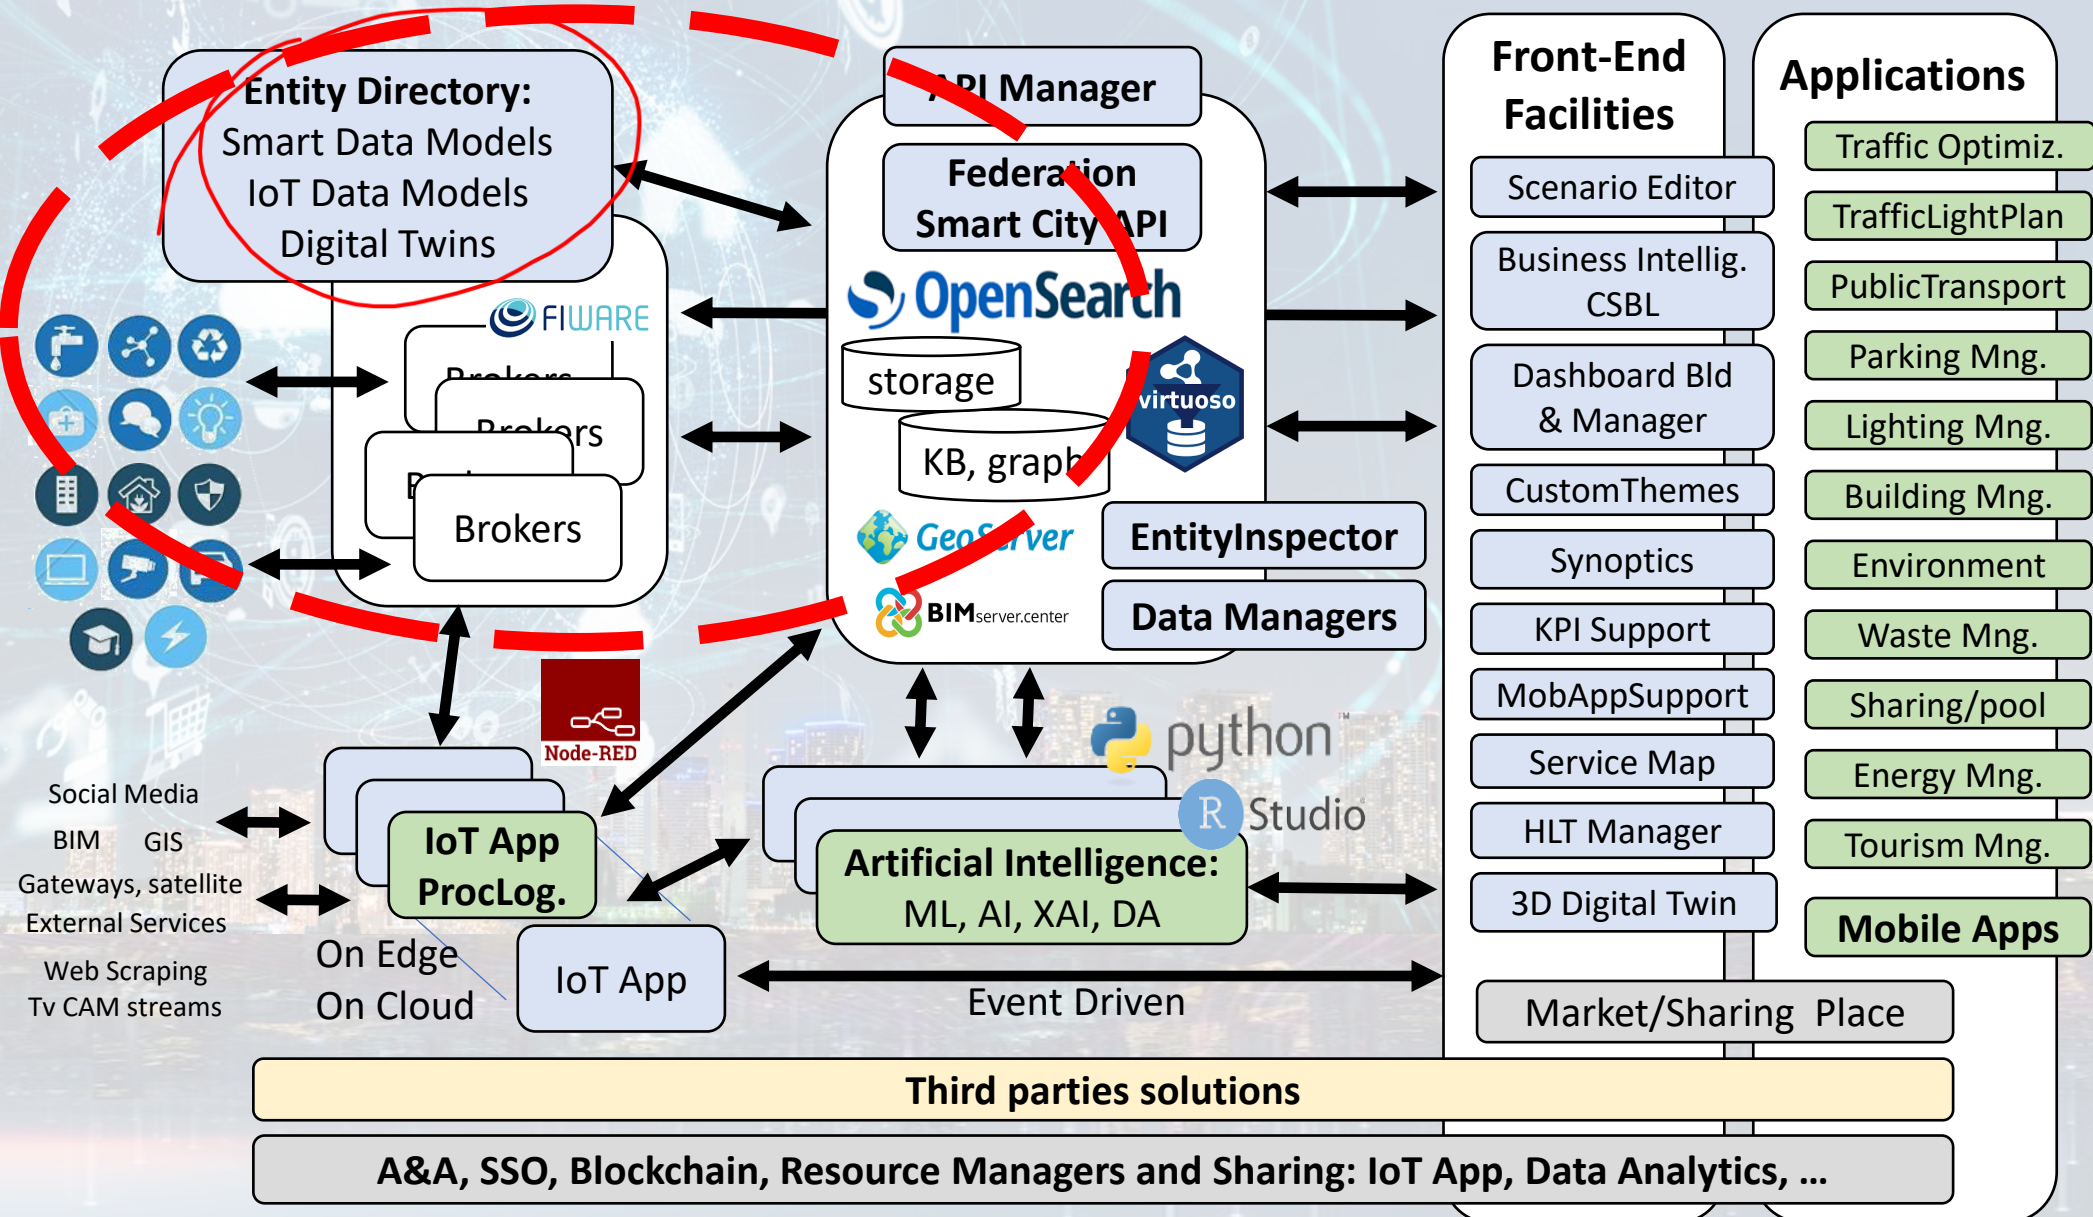 Entity Directory:
Smart Data Models
IoT Data Models
Digital Twins
FIWARE
Brokers
Brokers
Brokers
API Manager
Federation
Smart City API
OpenSearch
storage
virtuoso
KB, graph
GeoServer
EntityInspector
BIMserver.center
Data Managers
Node-RED
Social Media
BIM GIS
Gateways, satellite
External Services
Web Scraping
Tv CAM streams
IoT App
ProcLog.
On Edge
On Cloud
IoT App
python™
R Studio
Artificial Intelligence:
ML, AI, XAI, DA
Event Driven
Front-End
Facilities
Scenario Editor
Business Intellig.
CSBL
Dashboard Bld
& Manager
CustomThemes
Synoptics
KPI Support
MobAppSupport
Service Map
HLT Manager
3D Digital Twin
Applications
Traffic Optimiz.
TrafficLightPlan
PublicTransport
Parking Mng.
Lighting Mng.
Building Mng.
Environment
Waste Mng.
Sharing/pool
Energy Mng.
Tourism Mng.
Mobile Apps
Market/Sharing Place
Third parties solutions
A&A, SSO, Blockchain, Resource Managers and Sharing: IoT App, Data Analytics, ...